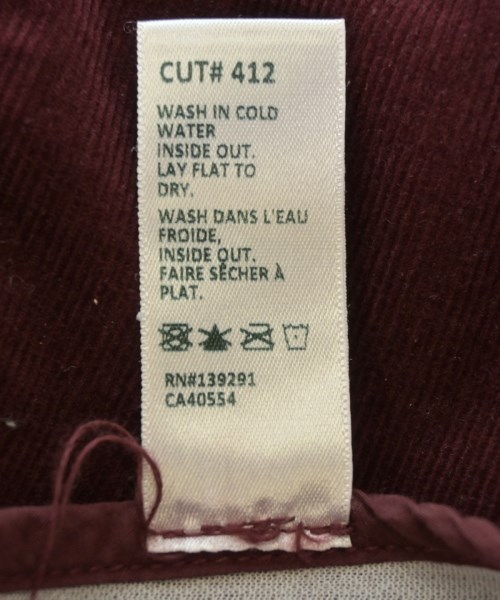 CUT# 412
WASH IN COLD
WATER
INSIDE OUT.
LAY FLAT TO
DRY.
WASH DANS L'EAU
FROIDE,
INSIDE OUT.
FAIRE SÉCHER À
PLAT.
RN#139291
CA40554